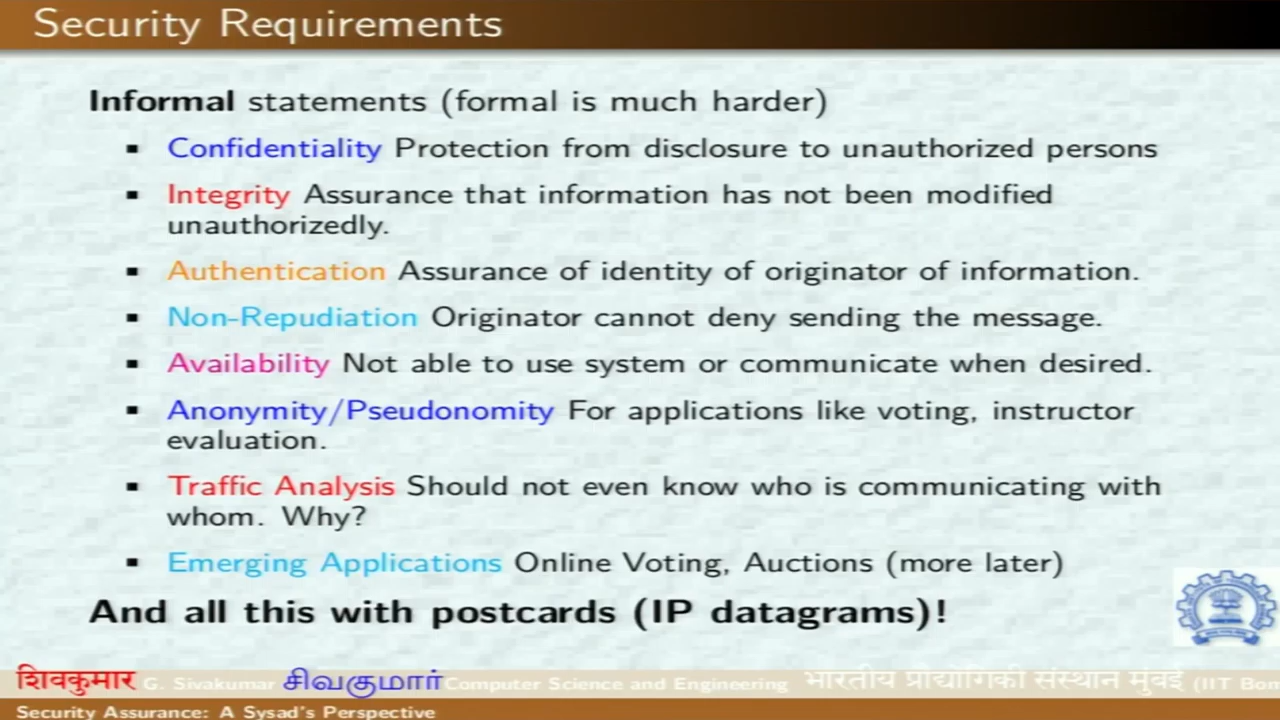 Security Requirements
Informal statements (formal is much harder)
▪ Confidentiality Protection from disclosure to unauthorized persons
▪ Integrity Assurance that information has not been modified
unauthorizedly.
▪ Authentication Assurance of identity of originator of information.
▪ Non-Repudiation Originator cannot deny sending the message.
▪ Availability Not able to use system or communicate when desired.
▪ Anonymity/Pseudonomity For applications like voting, instructor
evaluation.
▪ Traffic Analysis Should not even know who is communicating with
whom. Why?
▪ Emerging Applications Online Voting, Auctions (more later)
And all this with postcards (IP datagrams)!
शिवकुमार G. Sivakumar சிவகுமார் Computer Science and Engineering भारतीय प्रौद्योगिकी संस्थान मुंबई (IIT Bom
Security Assurance: A Sysad's Perspective